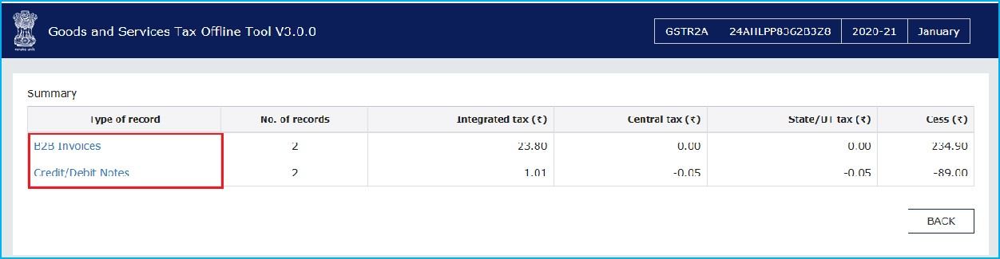 Goods and Services Tax Offline Tool V3.0.0
GSTR2A 24AHLPP8362B3Z8 2020-21 January
Summary
Type of record No. of records Integrated tax (₹) Central tax (₹) State/UT tax (₹) Cess (₹)
B2B Invoices 2 23.80 0.00 0.00 234.90
Credit/Debit Notes 2 1.01 -0.05 -0.05 -89.00
BACK